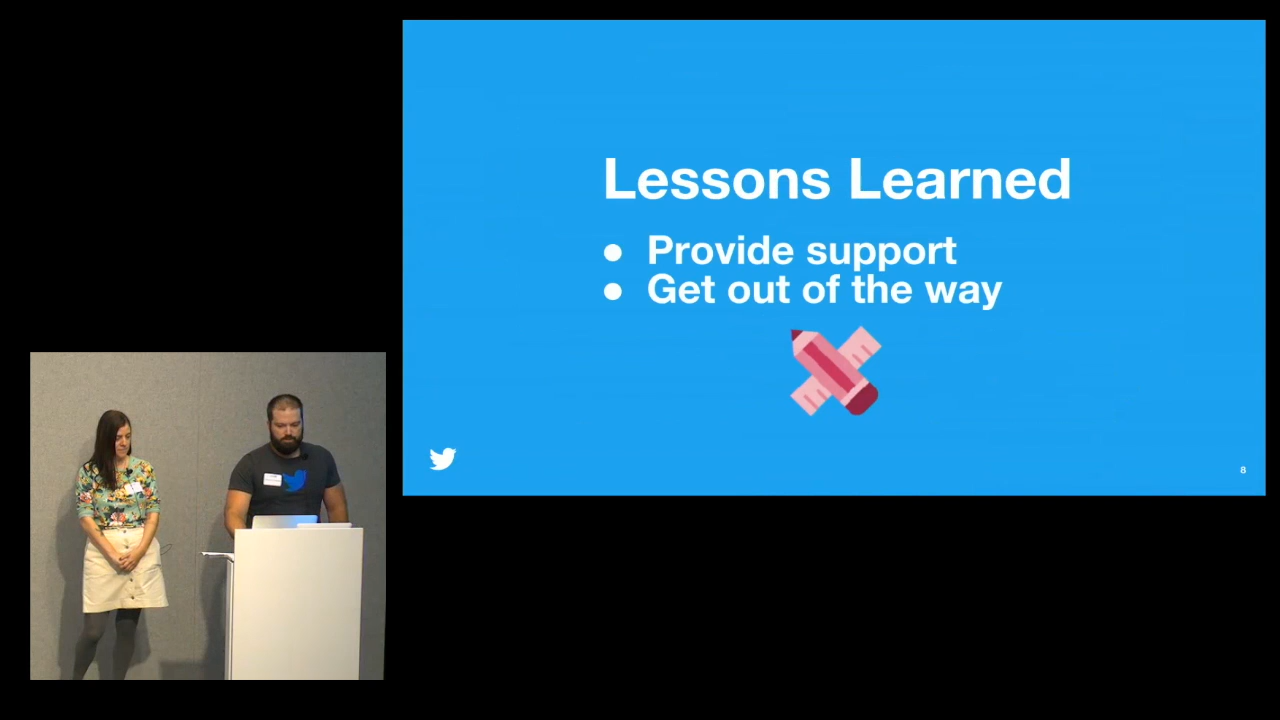 Lessons Learned
● Provide support
● Get out of the way
8